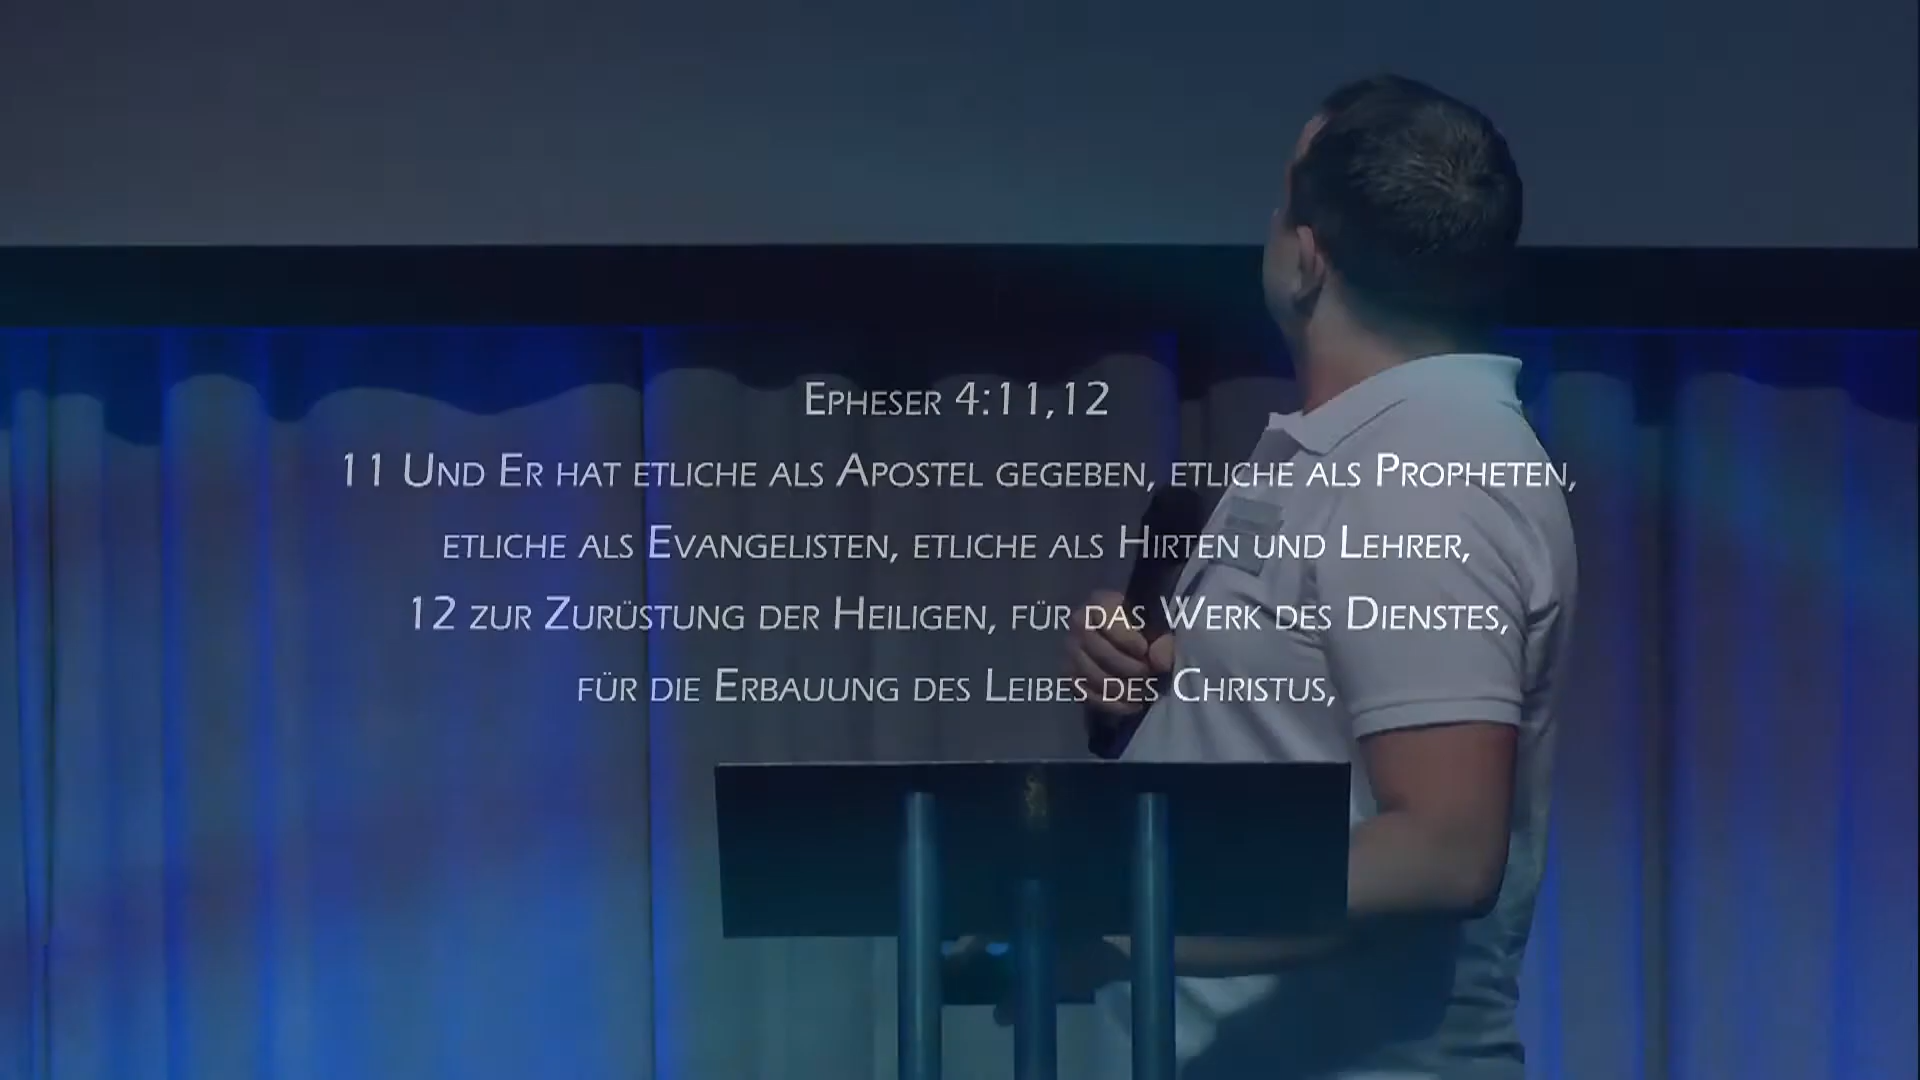 Epheser 4:11,12
11 Und Er hat etliche als Apostel gegeben, etliche als Propheten,
etliche als Evangelisten, etliche als Hirten und Lehrer,
12 zur Zurüstung der Heiligen, für das Werk des Dienstes,
für die Erbauung des Leibes des Christus,